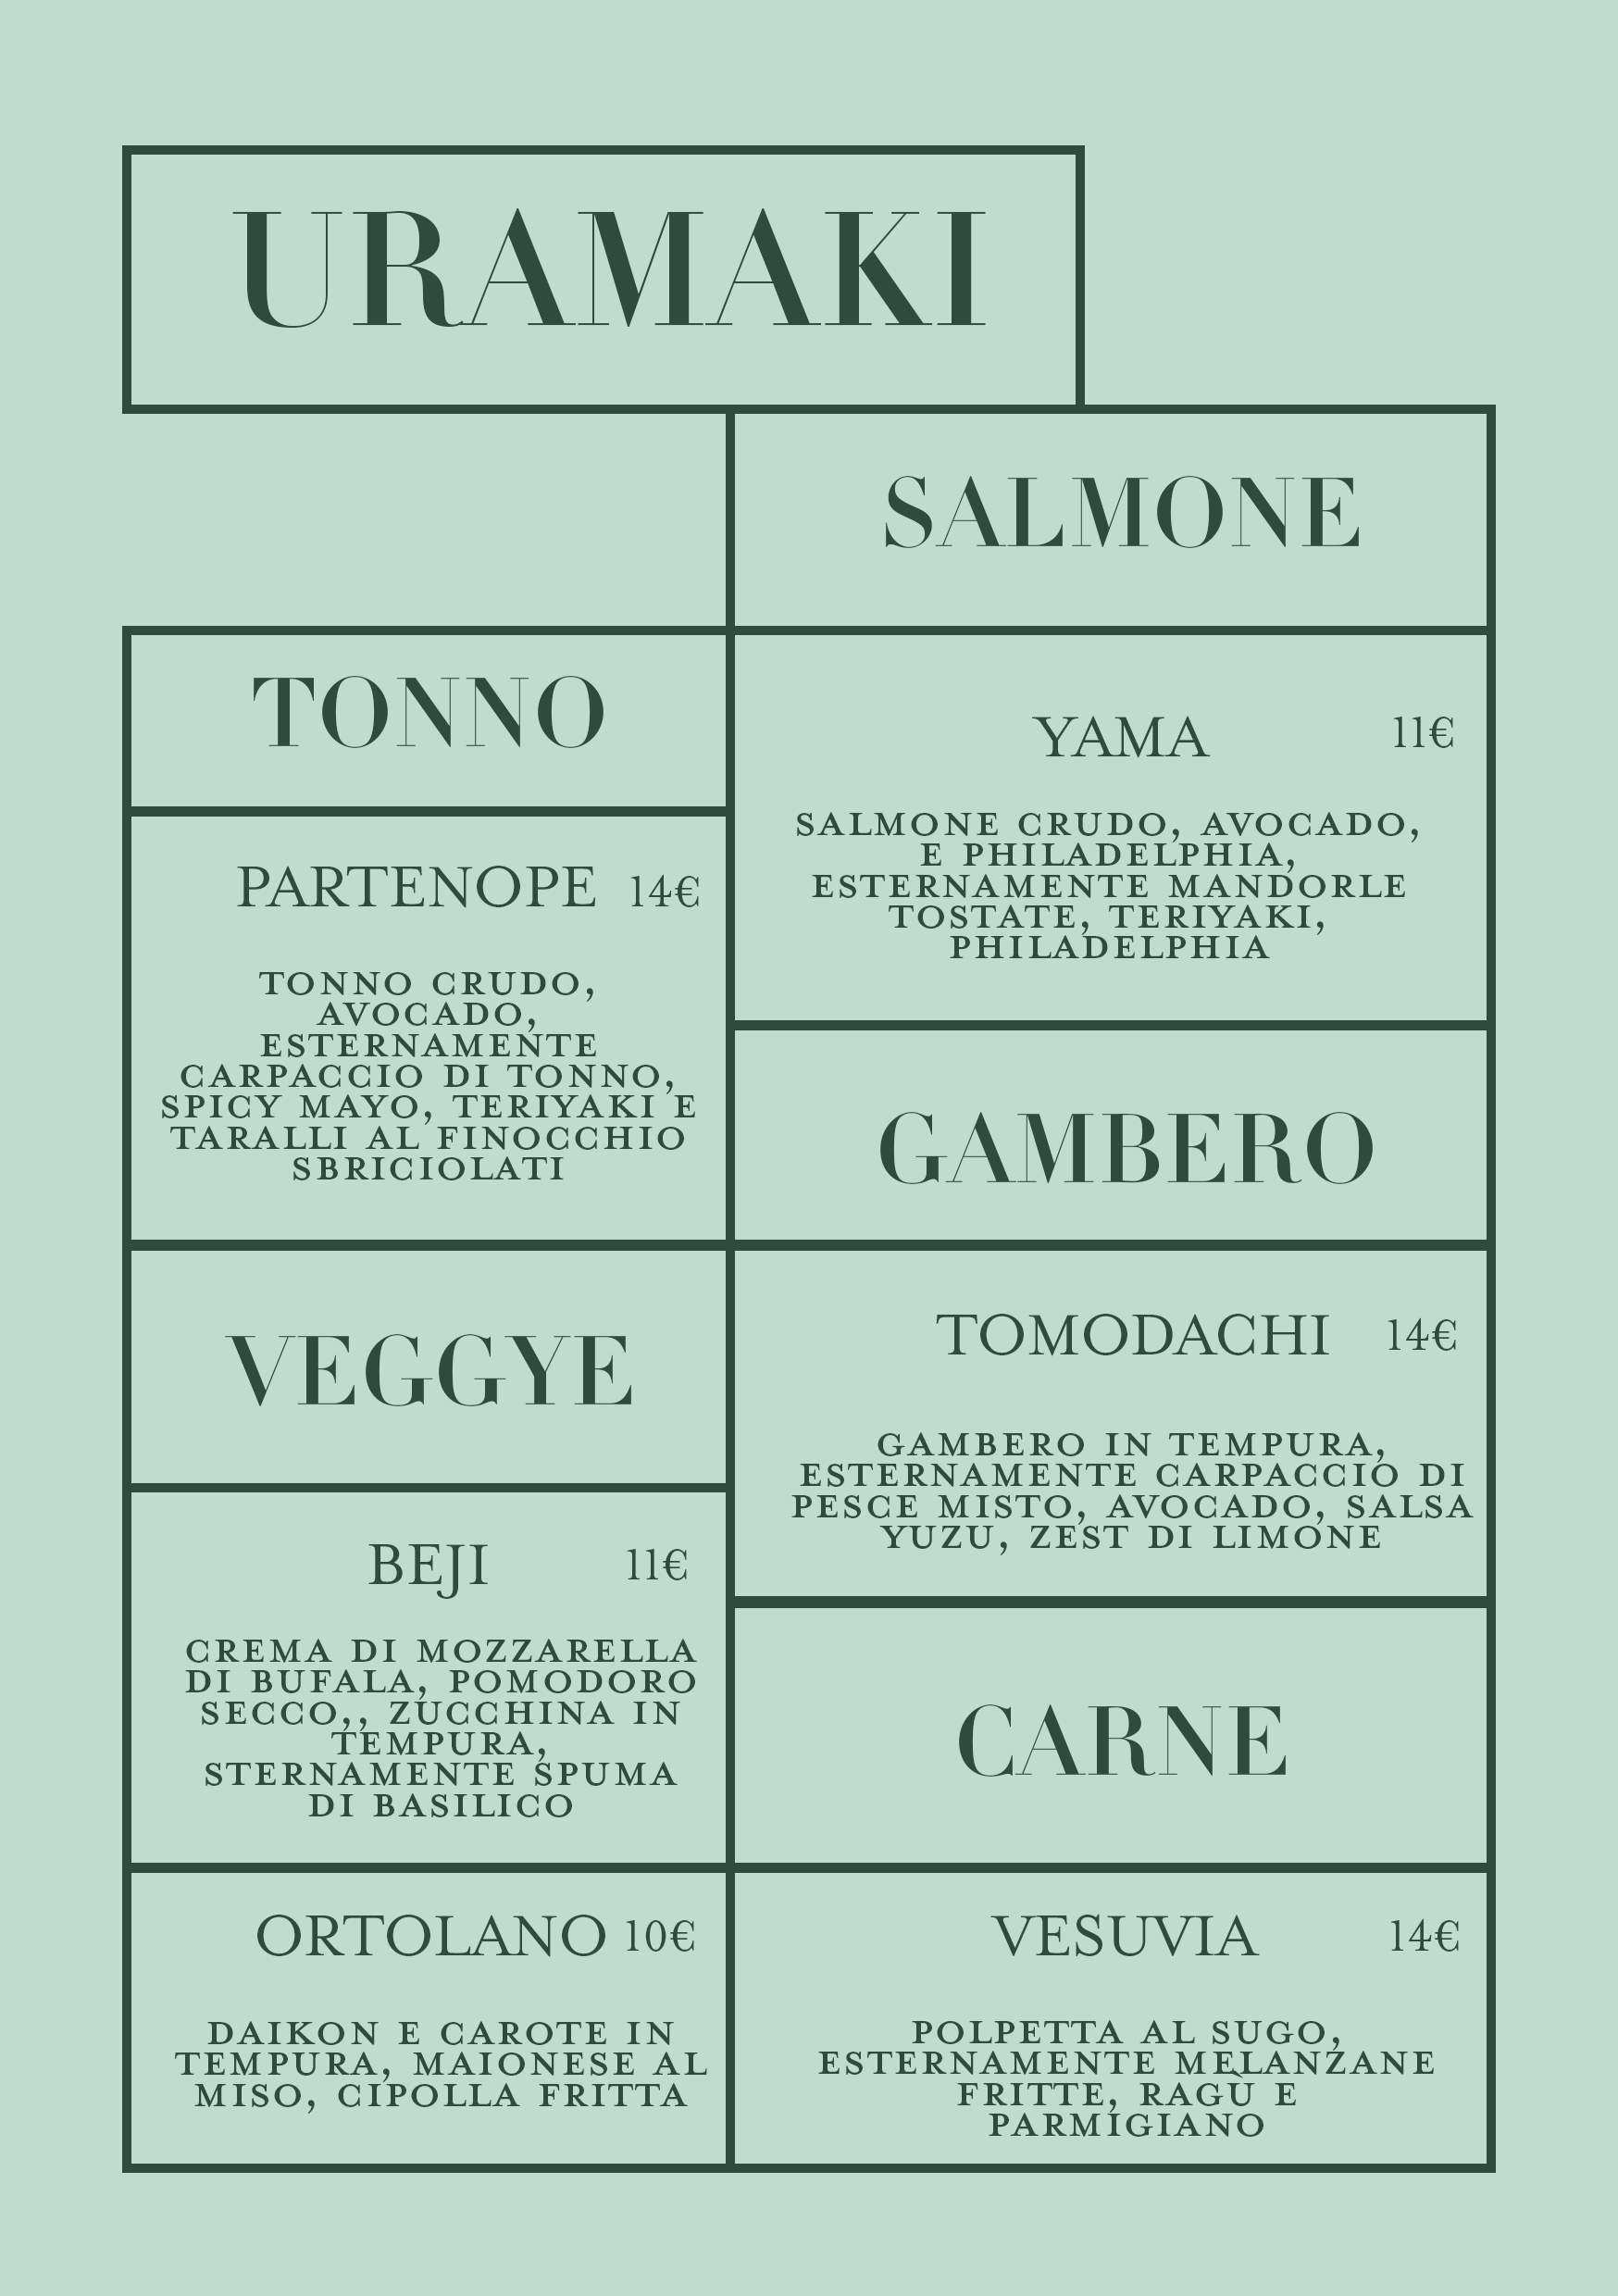 URAMAKI
TONNO
PARTENOPE 14€
TONNO CRUDO,
AVOCADO,
ESTERNAMENTE
CARPACCIO DI TONNO,
SPICY MAYO, TERIYAKI E
TARALLI AL FINOCCHIO
SBRICIOLATI
VEGGYE
BEJI 11€
CREMA DI MOZZARELLA
DI BUFALA, POMODORO
SECCO,, ZUCCHINA IN
TEMPURA,
STERNAMENTE SPUMA
DI BASILICO
ORTOLANO 10€
DAIKON E CAROTE IN
TEMPURA, MAIONESE AL
MISO, CIPOLLA FRITTA
SALMONE
YAMA 11€
SALMONE CRUDO, AVOCADO,
E PHILADELPHIA,
ESTERNAMENTE MANDORLE
TOSTATE, TERIYAKI,
PHILADELPHIA
GAMBERO
TOMODACHI 14€
GAMBERO IN TEMPURA,
ESTERNAMENTE CARPACCIO DI
PESCE MISTO, AVOCADO, SALSA
YUZU, ZEST DI LIMONE
CARNE
VESUVIA 14€
POLPETTA AL SUGO,
ESTERNAMENTE MELANZANE
FRITTE, RAGÙ E
PARMIGIANO